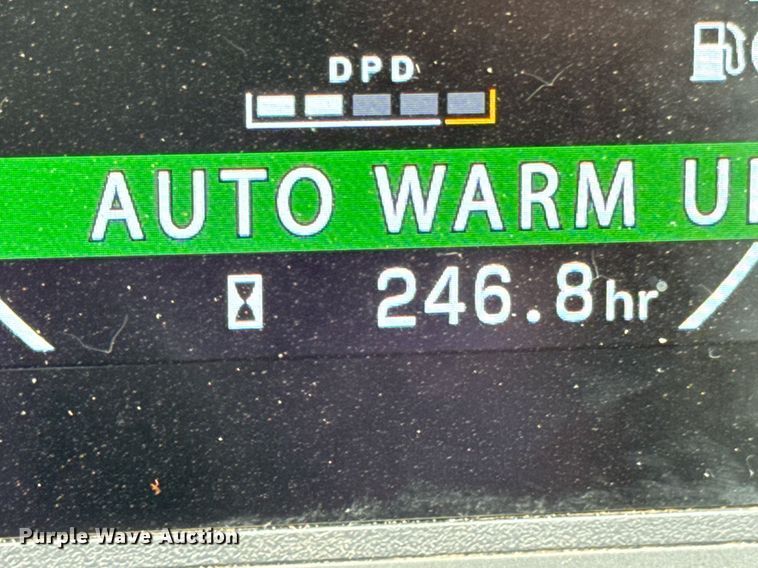 DPD
AUTO WARM
246.8hr
Purple Wave Auction